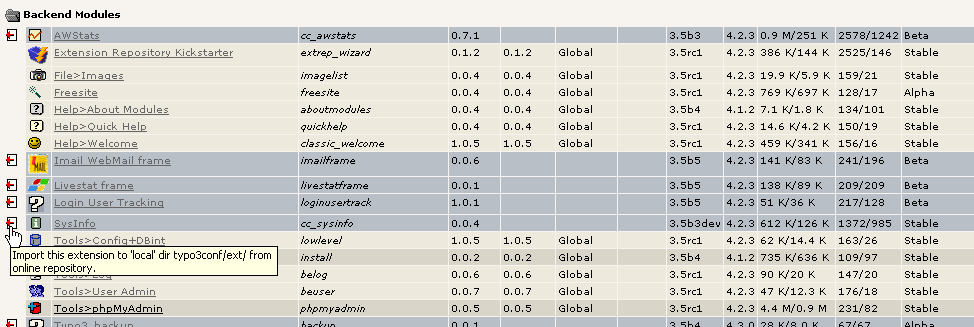 Backend Modules
AWStats cc_awstats 0.7.1 3.5b3 4.2.3 0.9 M/251 K 2578/1242 Beta
Extension Repository Kickstarter extrep_wizard 0.1.2 0.1.2 Global 3.5rc1 4.2.3 386 K/144 K 2525/146 Stable
File>Images imagelist 0.0.4 0.0.4 Global 3.5rc1 4.2.3 19.9 K/5.9 K 159/21 Stable
Freesite freesite 0.0.4 0.0.4 Global 3.5rc1 4.2.3 769 K/697 K 128/17 Alpha
Help>About Modules aboutmodules 0.0.4 0.0.4 Global 3.5b4 4.1.2 7.1 K/1.8 K 134/101 Stable
Help>Quick Help quickhelp 0.0.4 0.0.4 Global 3.5rc1 4.2.3 14.6 K/4.2 K 150/19 Stable
Help>Welcome classic_welcome 1.0.5 1.0.5 Global 3.5rc1 4.2.3 459 K/341 K 156/16 Stable
Imail WebMail frame imailframe 0.0.6 3.5b5 4.2.3 141 K/83 K 241/196 Beta
Livestat frame livestatframe 0.0.1 3.5b5 4.2.3 138 K/89 K 209/209 Beta
Login User Tracking loginusertrack 0.0.1 3.5b5 4.2.3 51 K/36 K 217/128 Beta
SysInfo cc_sysinfo 0.0.4 3.5b3dev 4.2.3 612 K/126 K 1372/985 Stable
Tools>Config+DBint lowlevel 1.0.5 1.0.5 Global 3.5rc1 4.2.3 62 K/14.4 K 163/26 Stable
Import this extension to 'local' dir typo3conf/ext/ from
online repository.
install 0.0.2 0.0.2 Global 3.5b4 4.1.2 735 K/636 K 109/97 Stable
belog 0.0.6 0.0.6 Global 3.5rc1 4.2.3 90 K/20 K 147/20 Stable
Tools>User Admin beuser 0.0.7 0.0.7 Global 3.5rc1 4.2.3 47 K/12.3 K 176/18 Stable
Tools>phpMyAdmin phpmyadmin 0.0.5 0.0.5 Global 3.5rc1 4.2.3 4.4 M/0.9 M 231/82 Stable
Typo3 backup backup 0.0.1 3.5b4 4.3.0 28 K/8.0 K 67/67 Alpha